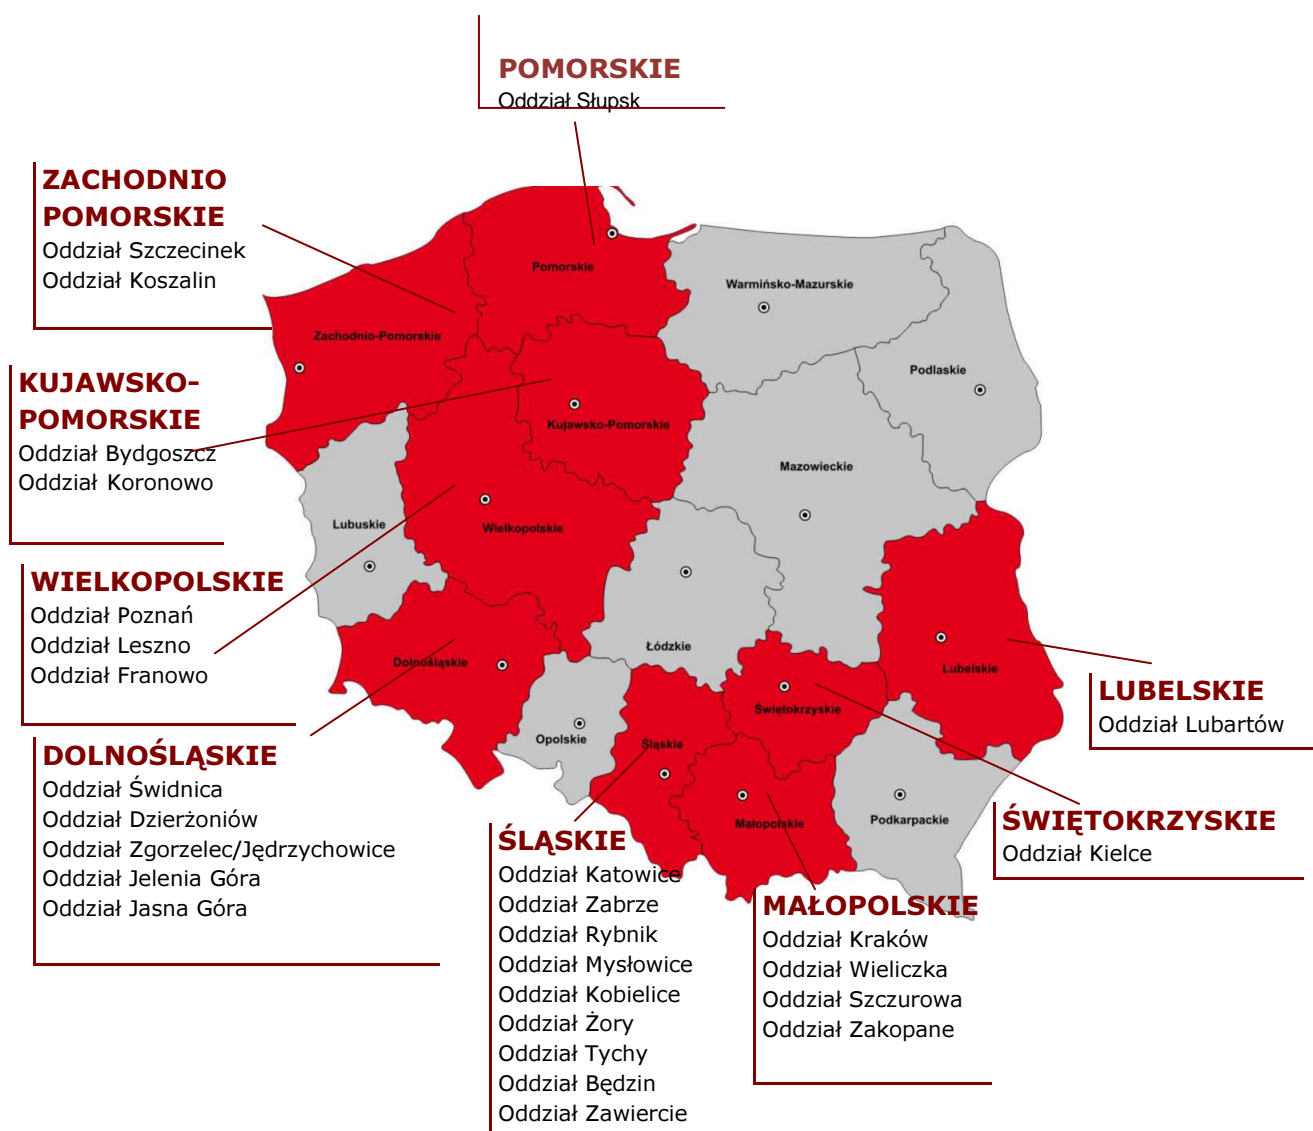 POMORSKIE
Oddział Słupsk
ZACHODNIO
POMORSKIE
Oddział Szczecinek
Oddział Koszalin
KUJAWSKO-
POMORSKIE
Oddział Bydgoszcz
Oddział Koronowo
WIELKOPOLSKIE
Oddział Poznań
Oddział Leszno
Oddział Franowo
DOLNOŚLĄSKIE
Oddział Świdnica
Oddział Dzierżoniów
Oddział Zgorzelec/Jędrzychowice
Oddział Jelenia Góra
Oddział Jasna Góra
ŚLĄSKIE
Oddział Katowice
Oddział Zabrze
Oddział Rybnik
Oddział Mysłowice
Oddział Kobielice
Oddział Żory
Oddział Tychy
Oddział Będzin
Oddział Zawiercie
MAŁOPOLSKIE
Oddział Kraków
Oddział Wieliczka
Oddział Szczurowa
Oddział Zakopane
ŚWIĘTOKRZYSKIE
Oddział Kielce
LUBELSKIE
Oddział Lubartów
Pomorskie
Warmińsko-Mazurskie
Zachodnio-Pomorskie
Podlaskie
Kujawsko-Pomorskie
Mazowieckie
Lubuskie
Wielkopolskie
Łódzkie
Dolnośląskie
Lubelskie
Świętokrzyskie
Opolskie
Śląskie
Małopolskie
Podkarpackie